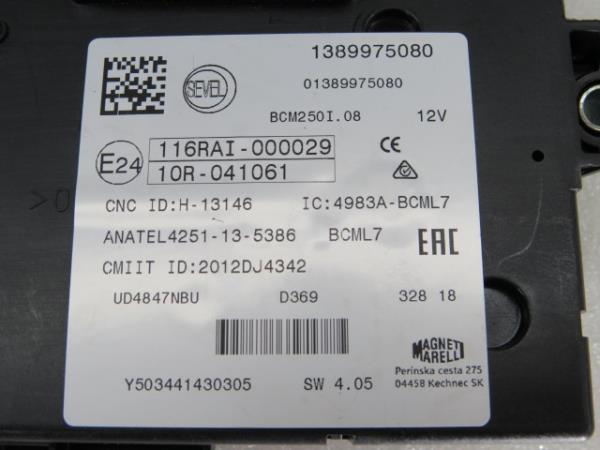 1389975080
SEVEL
01389975080
BCM250I.08 12V
E24
116RAI-000029
10R-041061
CE
CNC ID:H-13146 IC:4983A-BCML7
ANATEL4251-13-5386 BCML7
EAC
CMIIT ID:2012DJ4342
UD4847NBU D369 328 18
MAGNETI
MARELLI
Perinska cesta 275
04458 Kechnec SK
Y503441430305 SW 4.05